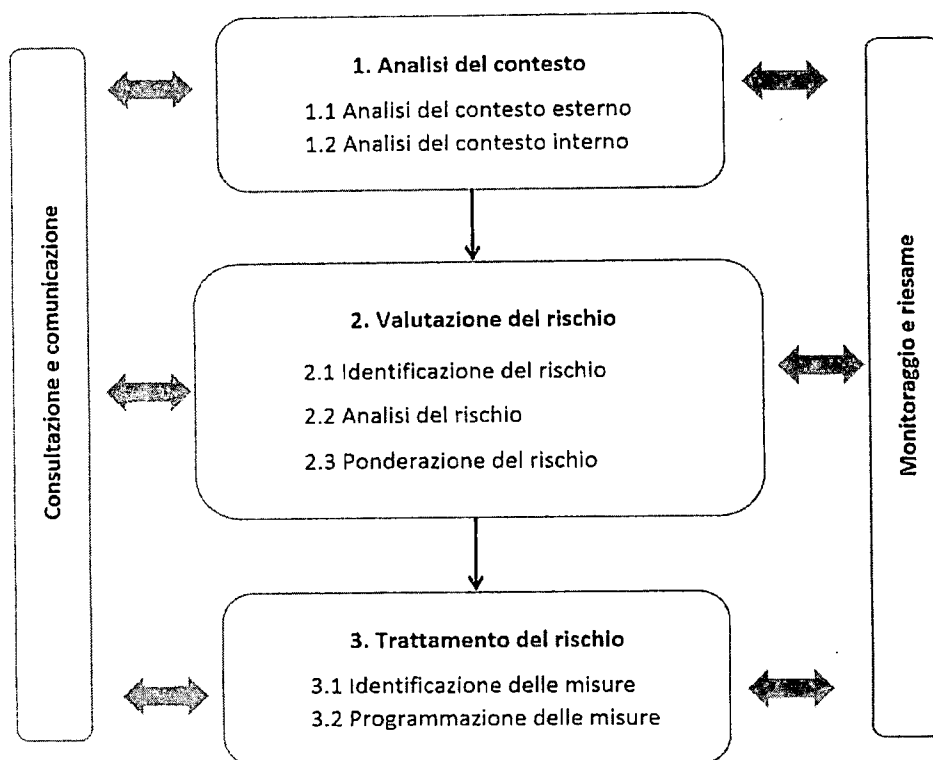 Consultazione e comunicazione
1. Analisi del contesto
1.1 Analisi del contesto esterno
1.2 Analisi del contesto interno
2. Valutazione del rischio
2.1 Identificazione del rischio
2.2 Analisi del rischio
2.3 Ponderazione del rischio
3. Trattamento del rischio
3.1 Identificazione delle misure
3.2 Programmazione delle misure
Monitoraggio e riesame